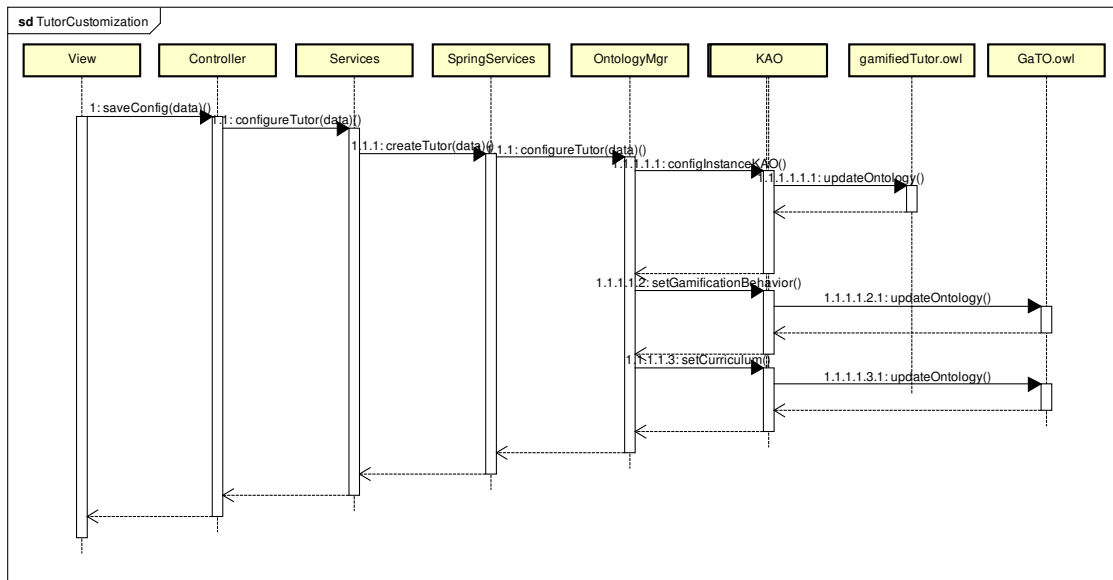 sd TutorCustomization
View
Controller
Services
SpringServices
OntologyMgr
KAO
gamifiedTutor.owl
GaTO.owl
1: saveConfig(data)()
1.1: configureTutor(data)()
1.1.1: createTutor(data)()
1.1.1: configureTutor(data)()
1.1.1.1.1: configInstanceKAO()
1.1.1.1.1.1: updateOntology()
1.1.1.1.2: setGamificationBehavior()
1.1.1.1.2.1: updateOntology()
1.1.1.1.3: setCurriculum()
1.1.1.1.3.1: updateOntology()